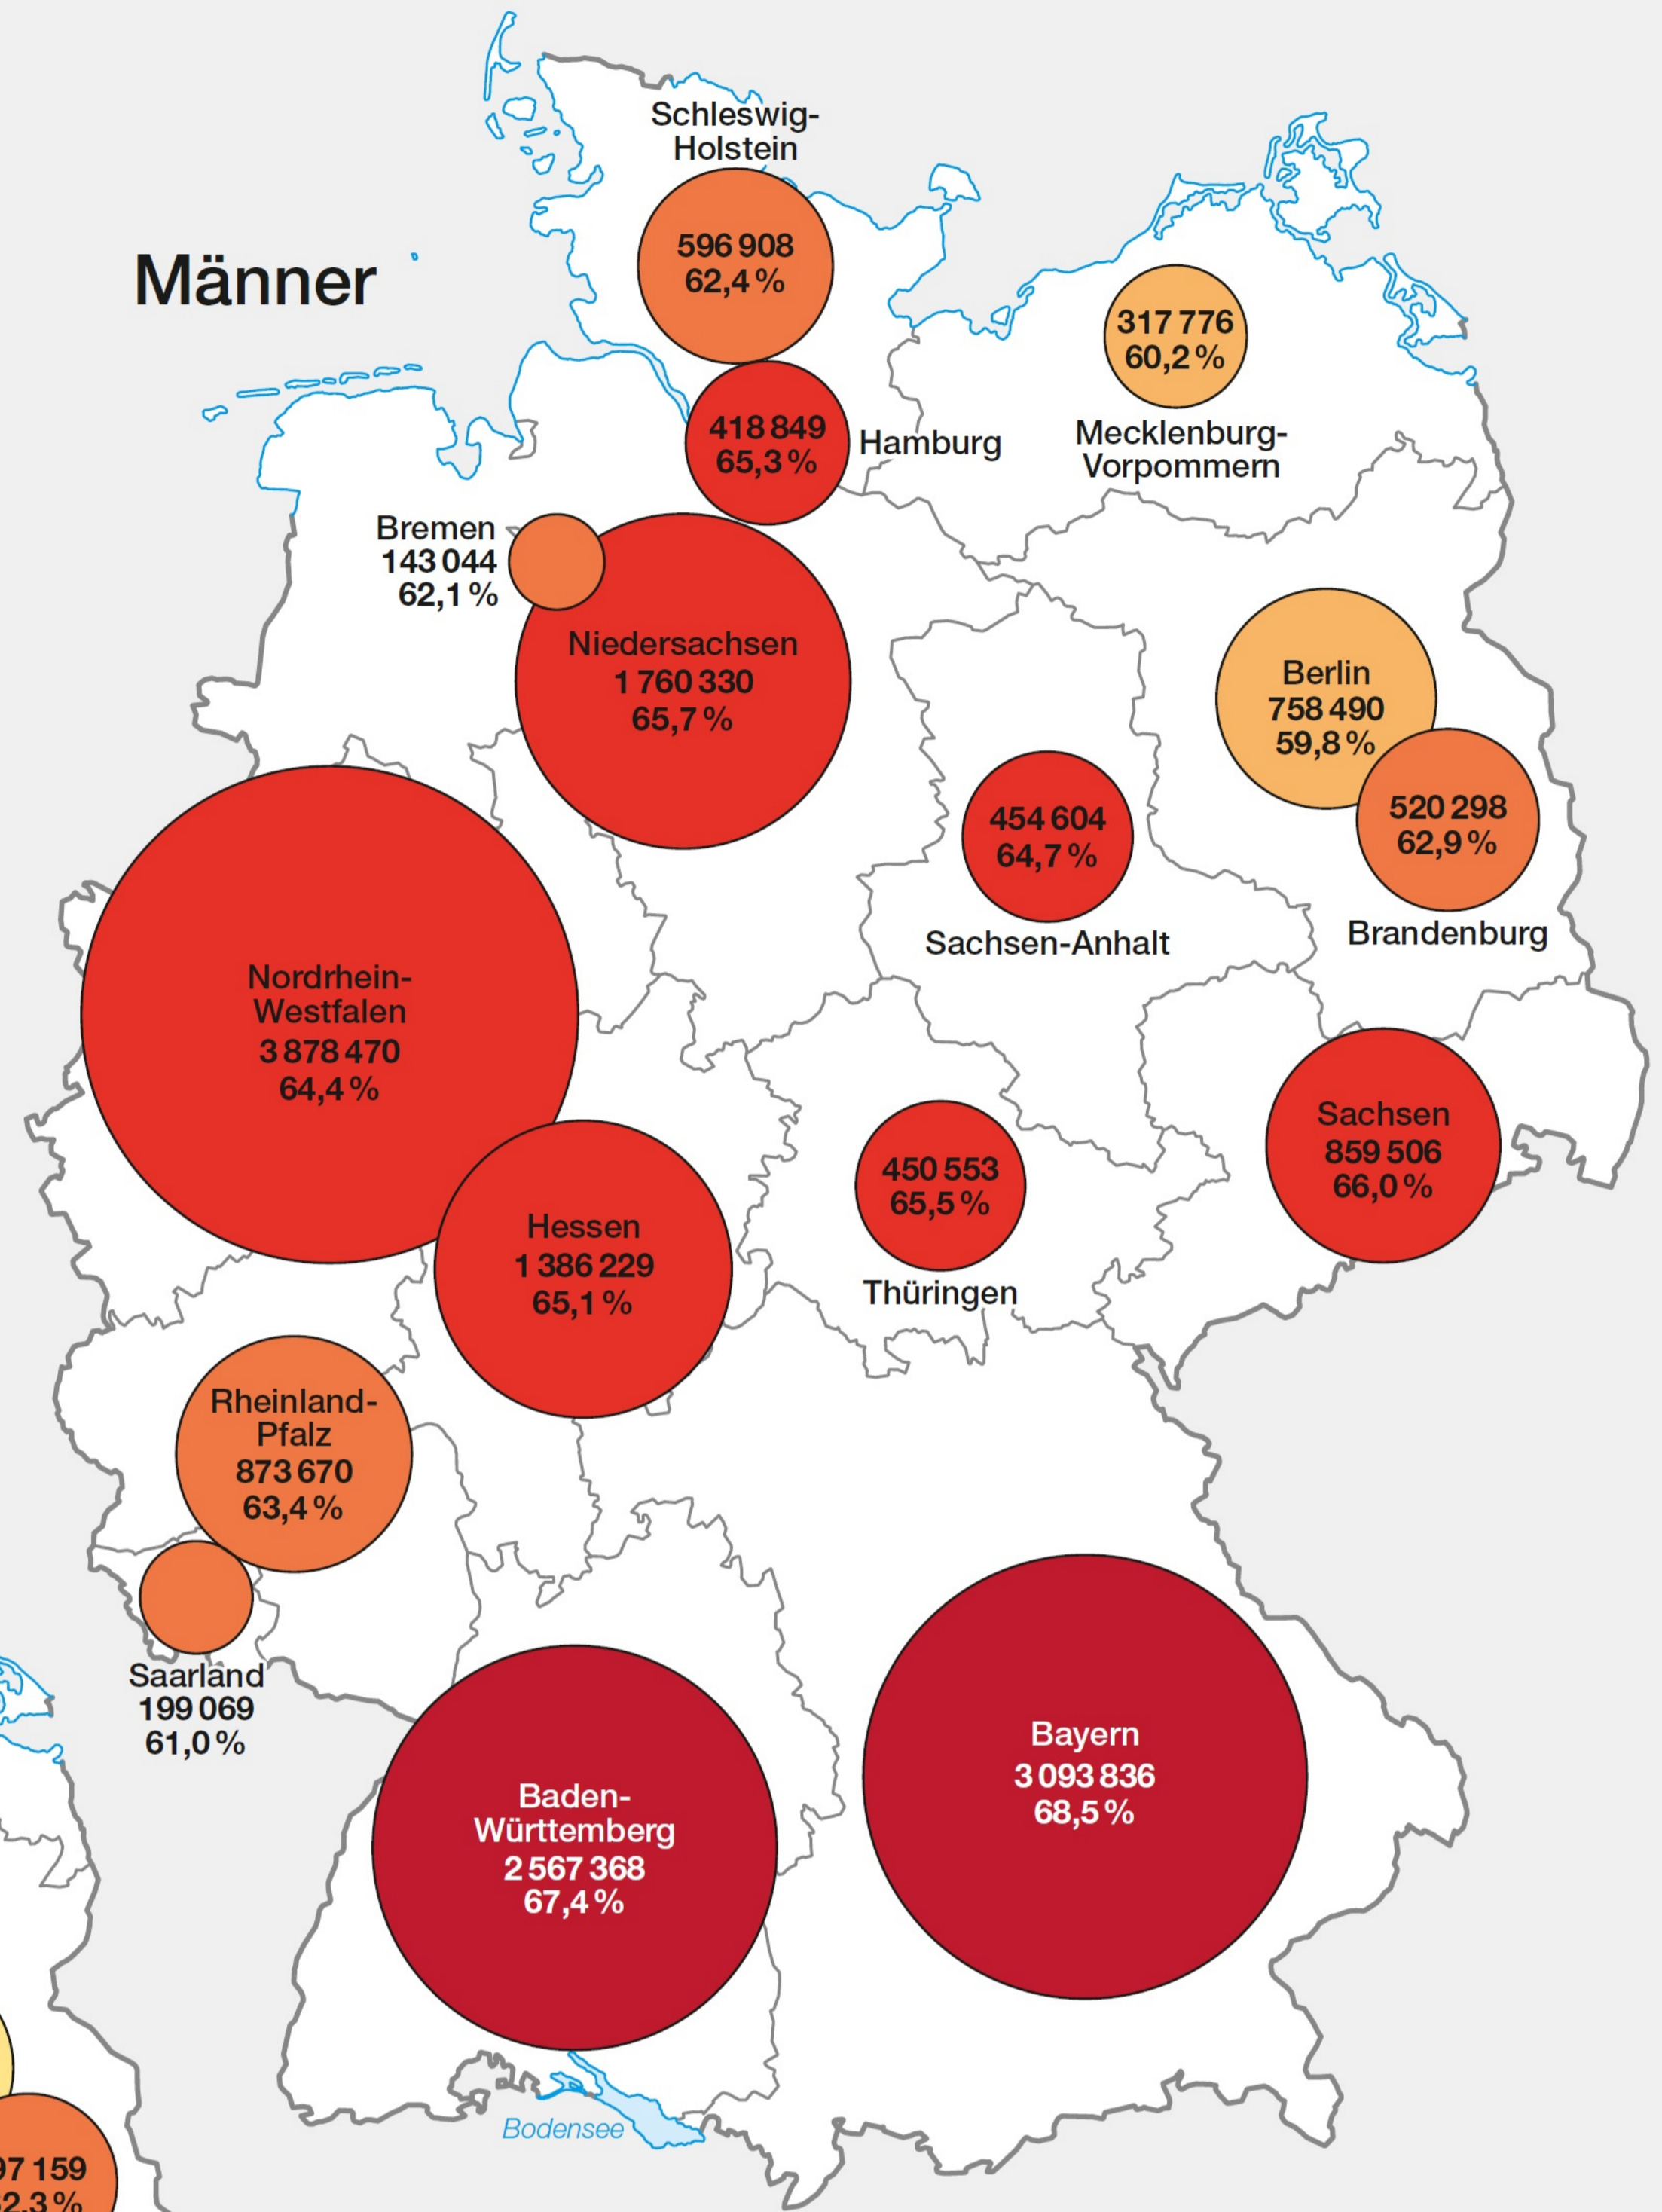 Männer
Schleswig-
Holstein
596 908
62,4 %
317 776
60,2 %
Mecklenburg-
Vorpommern
418 849
65,3 %
Hamburg
Bremen
143 044
62,1 %
Niedersachsen
1 760 330
65,7 %
Berlin
758 490
59,8 %
520 298
62,9 %
Brandenburg
454 604
64,7 %
Sachsen-Anhalt
Nordrhein-
Westfalen
3 878 470
64,4 %
Sachsen
859 506
66,0 %
450 553
65,5 %
Thüringen
Hessen
1 386 229
65,1 %
Rheinland-
Pfalz
873 670
63,4 %
Saarland
199 069
61,0 %
Bayern
3 093 836
68,5 %
Baden-
Württemberg
2 567 368
67,4 %
Bodensee
97 159
2,3 %